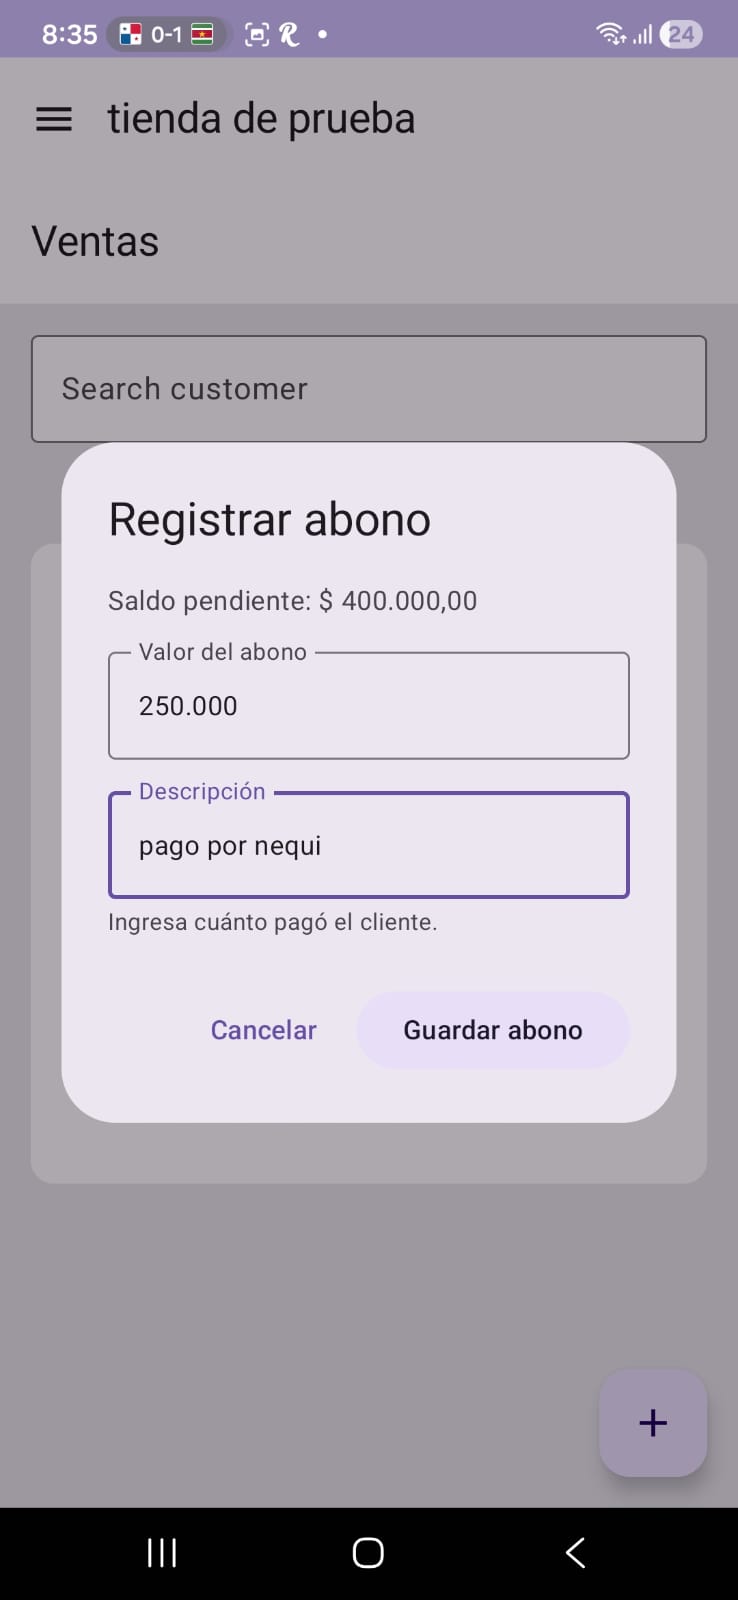 8:35 0-1 24
tienda de prueba
Ventas
Search customer
Registrar abono
Saldo pendiente: $ 400.000,00
Valor del abono
250.000
Descripción
pago por nequi
Ingresa cuánto pagó el cliente.
Cancelar Guardar abono
+